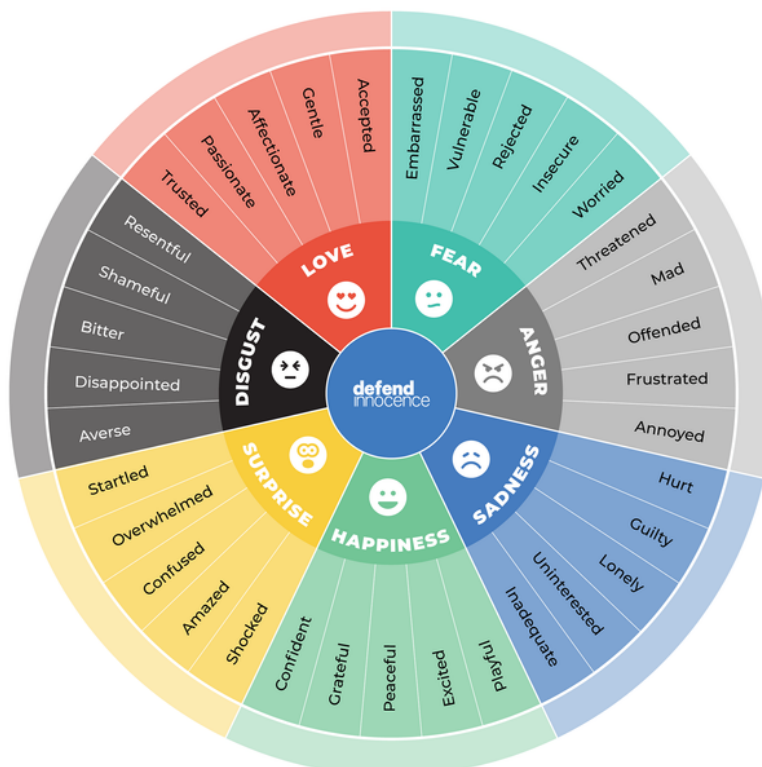 defend
innocence
LOVE
Trusted
Passionate
Affectionate
Gentle
Accepted
FEAR
Embarrassed
Vulnerable
Rejected
Insecure
Worried
ANGER
Threatened
Mad
Offended
Frustrated
Annoyed
SADNESS
Hurt
Guilty
Lonely
Uninterested
Inadequate
HAPPINESS
Playful
Excited
Peaceful
Grateful
Confident
SURPRISE
Shocked
Amazed
Confused
Overwhelmed
Startled
DISGUST
Averse
Disappointed
Bitter
Shameful
Resentful